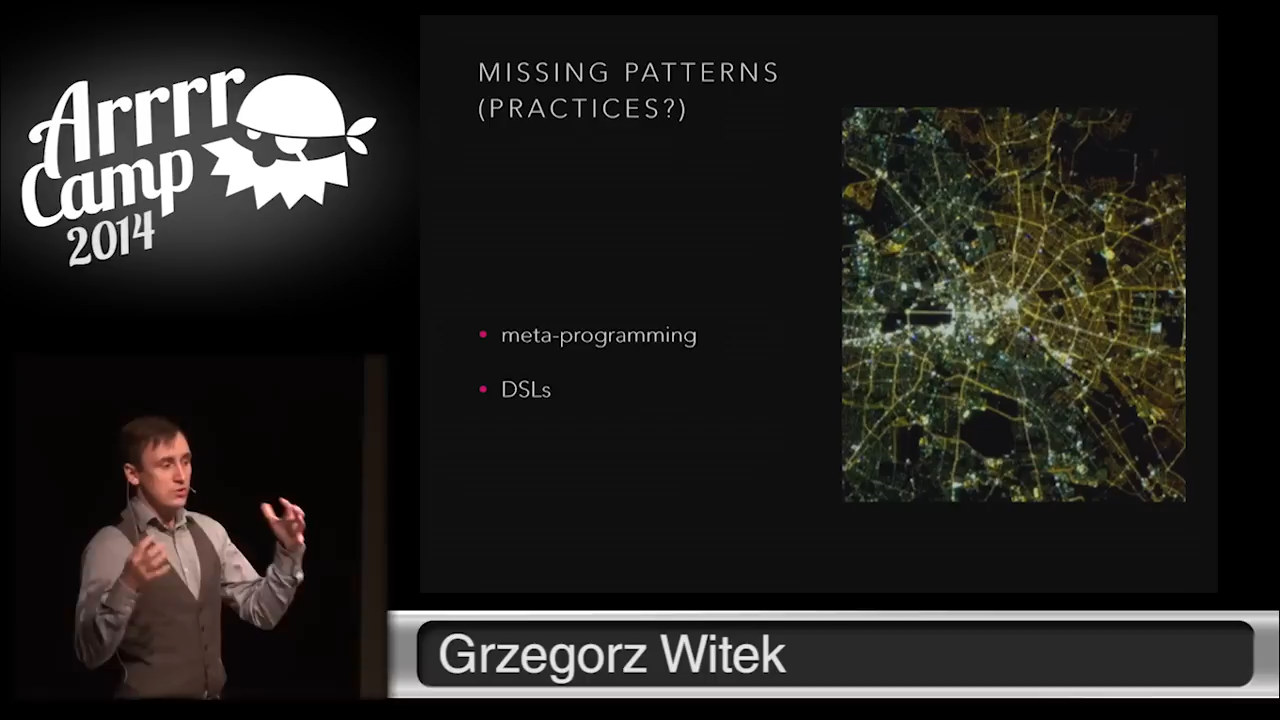 Arrrr
Camp
2014
MISSING PATTERNS
(PRACTICES?)
• meta-programming
• DSLs
Grzegorz Witek